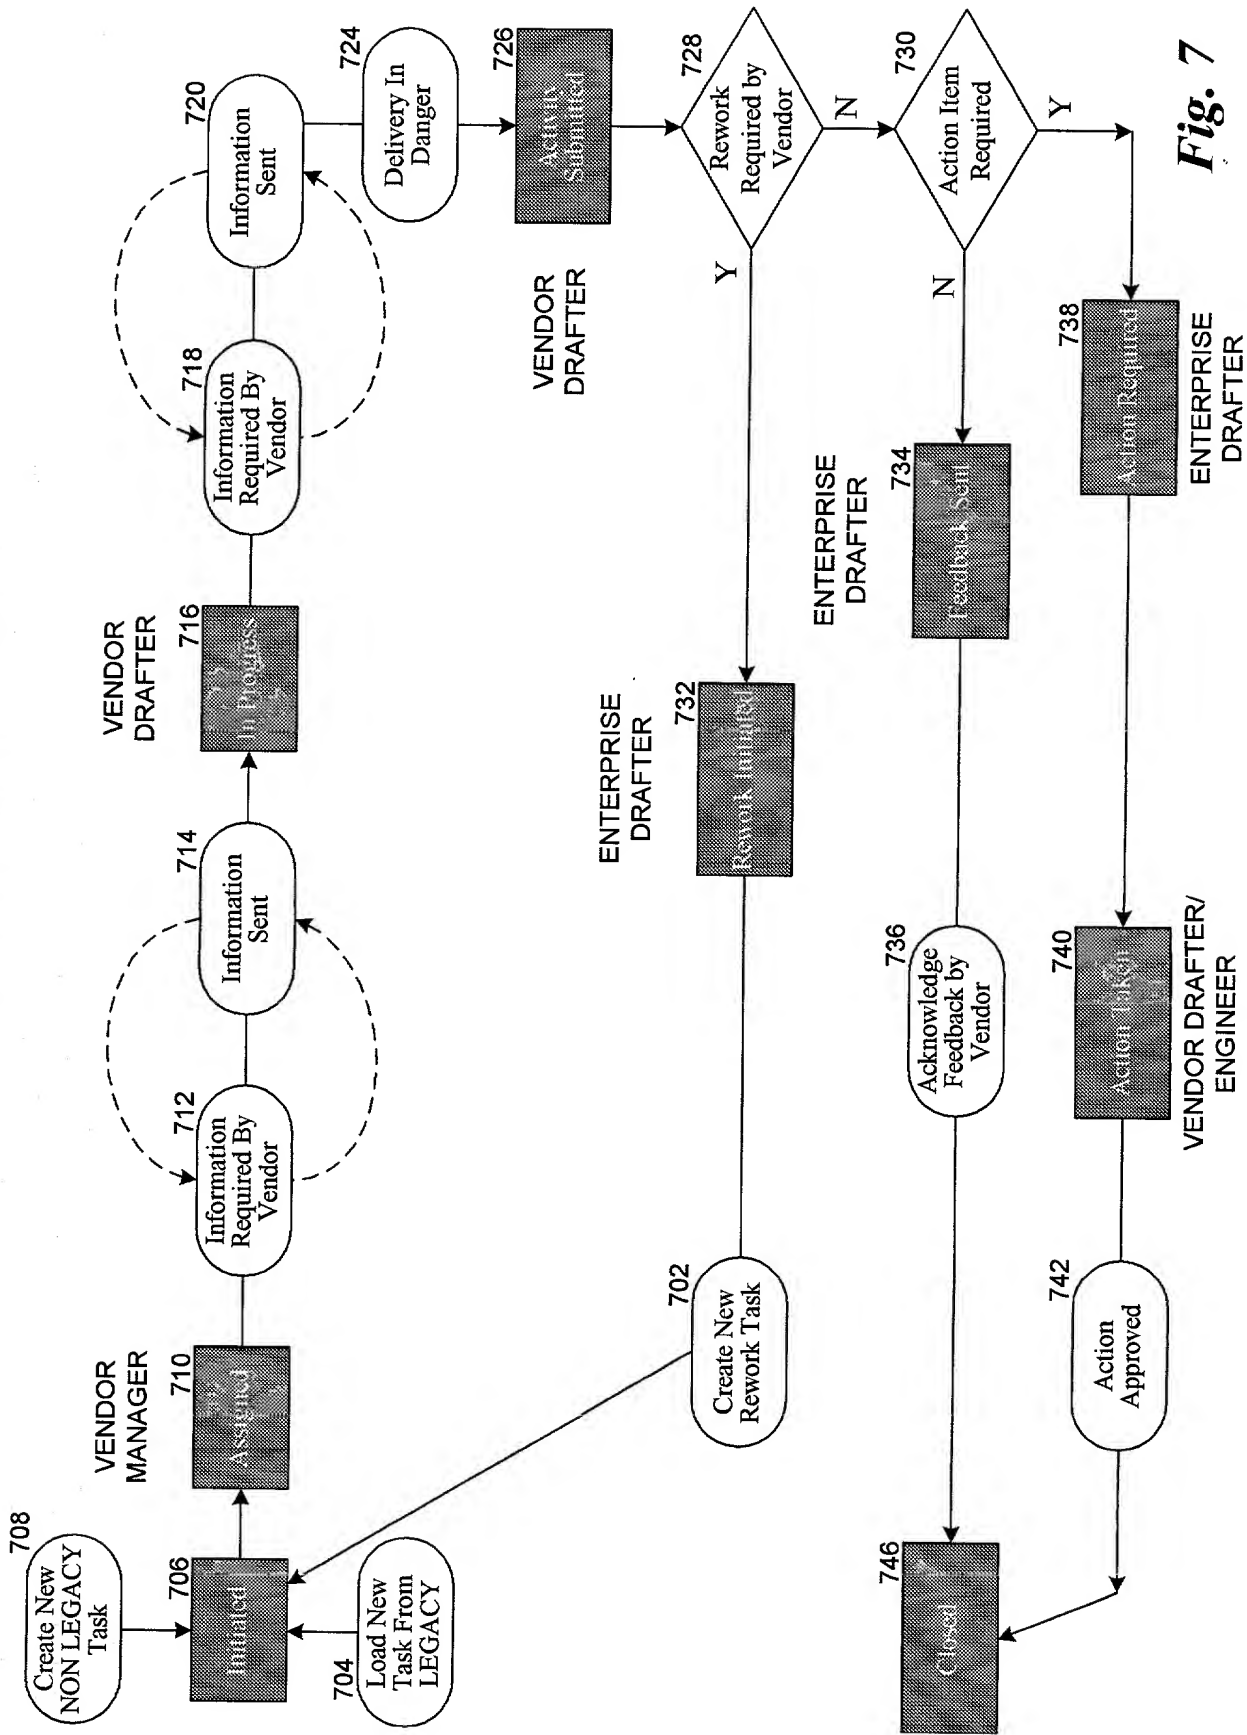 708
Create New
NON LEGACY
Task
706
Initiated
704
Load New
Task From
LEGACY
VENDOR
MANAGER
710
Assigned
712
Information
Required By
Vendor
714
Information
Sent
VENDOR
DRAFTER
716
In Progress
718
Information
Required By
Vendor
720
Information
Sent
724
Delivery In
Danger
726
Activity
Submitted
VENDOR
DRAFTER
728
Rework
Required by
Vendor
Y
N
730
Action Item
Required
N
Y
ENTERPRISE
DRAFTER
732
Rework Initiated
702
Create New
Rework Task
ENTERPRISE
DRAFTER
734
Feedback Sent
736
Acknowledge
Feedback by
Vendor
738
Action Required
ENTERPRISE
DRAFTER
740
Action Taken
VENDOR DRAFTER/
ENGINEER
742
Action
Approved
746
Closed
Fig. 7